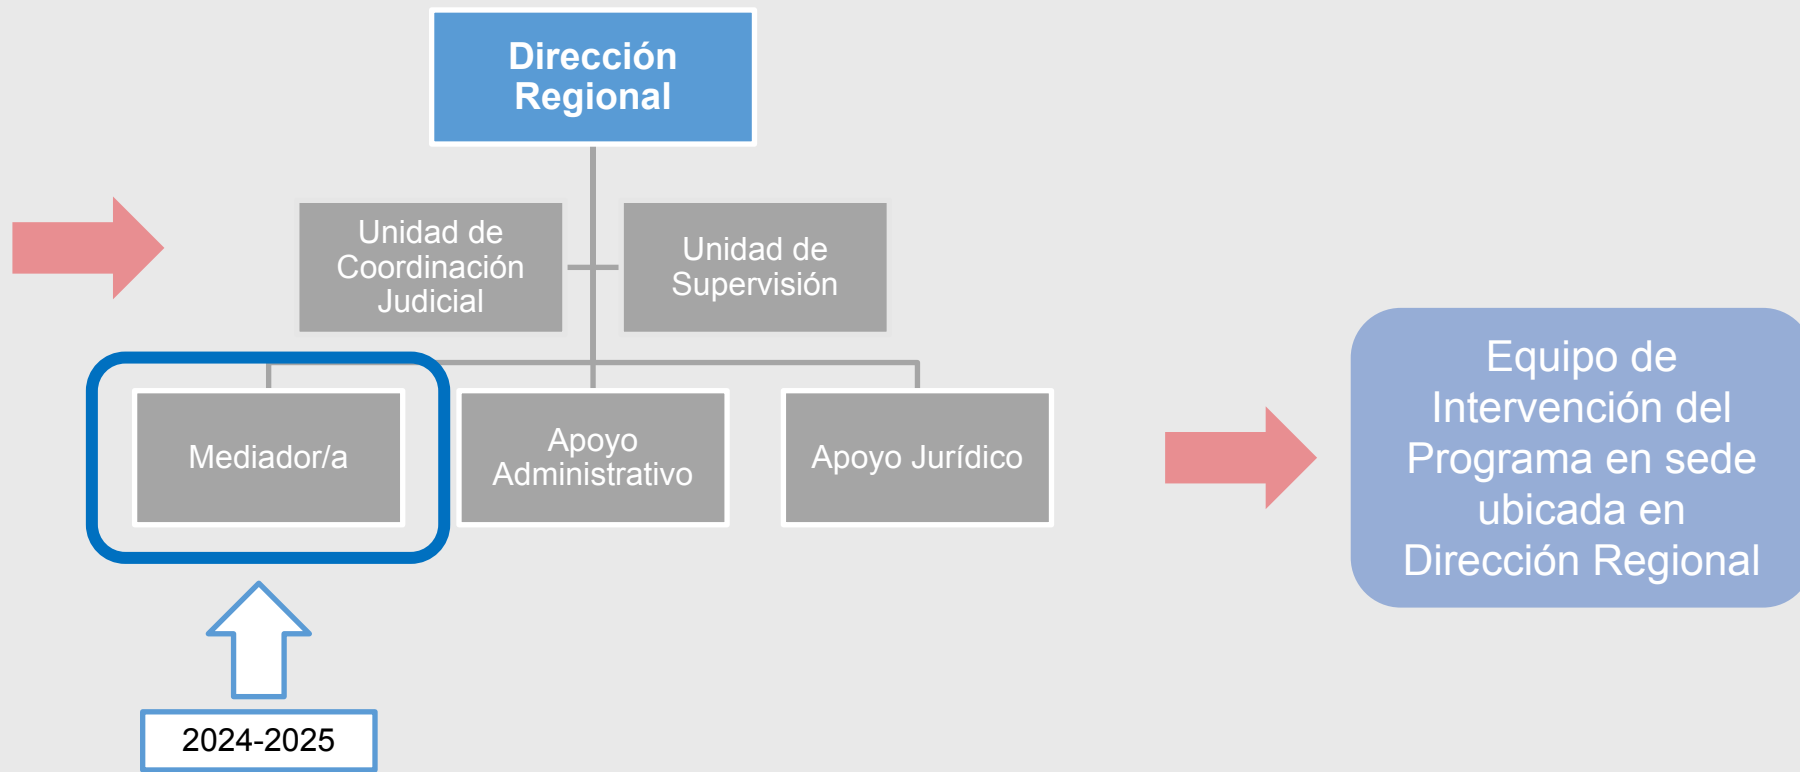 Dirección
Regional
Unidad de
Coordinación
Judicial
Unidad de
Supervisión
Mediador/a
Apoyo
Administrativo
Apoyo Jurídico
Equipo de
Intervención del
Programa en sede
ubicada en
Dirección Regional
2024-2025